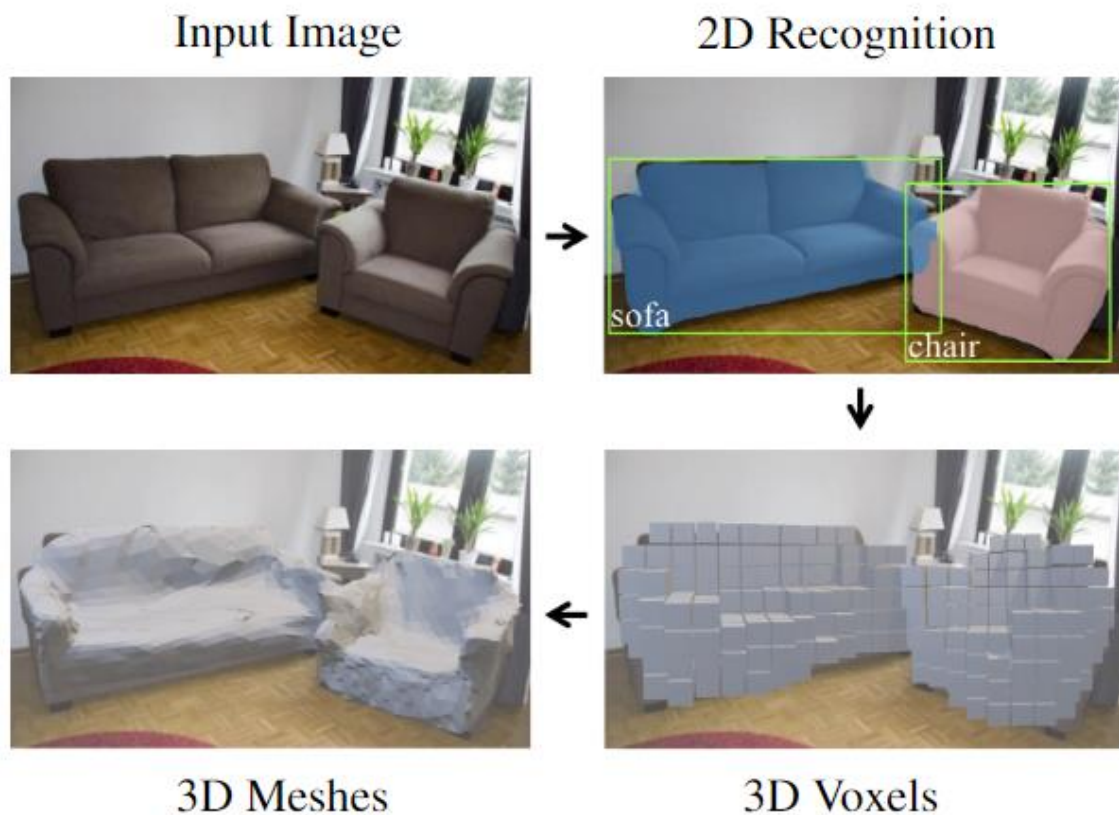 Input Image
2D Recognition
sofa
chair
3D Meshes
3D Voxels